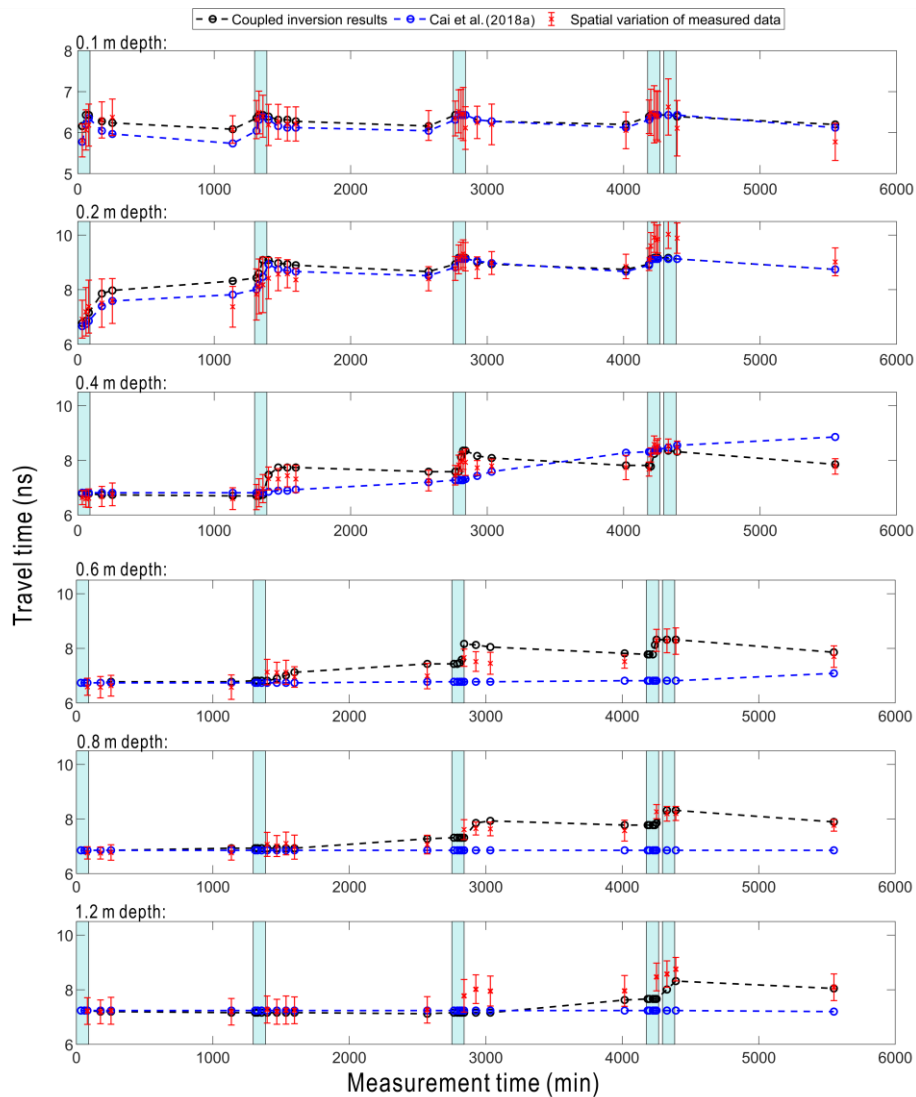 Coupled inversion results Cai et al. (2018a) Spatial variation of measured data
0.1 m depth:
8
7
6
5
0 1000 2000 3000 4000 5000 6000
0.2 m depth:
10
8
6
0 1000 2000 3000 4000 5000 6000
0.4 m depth:
10
8
6
0 1000 2000 3000 4000 5000 6000
Travel time (ns)
0.6 m depth:
10
8
6
0 1000 2000 3000 4000 5000 6000
0.8 m depth:
10
8
6
0 1000 2000 3000 4000 5000 6000
1.2 m depth:
10
8
6
0 1000 2000 3000 4000 5000 6000
Measurement time (min)